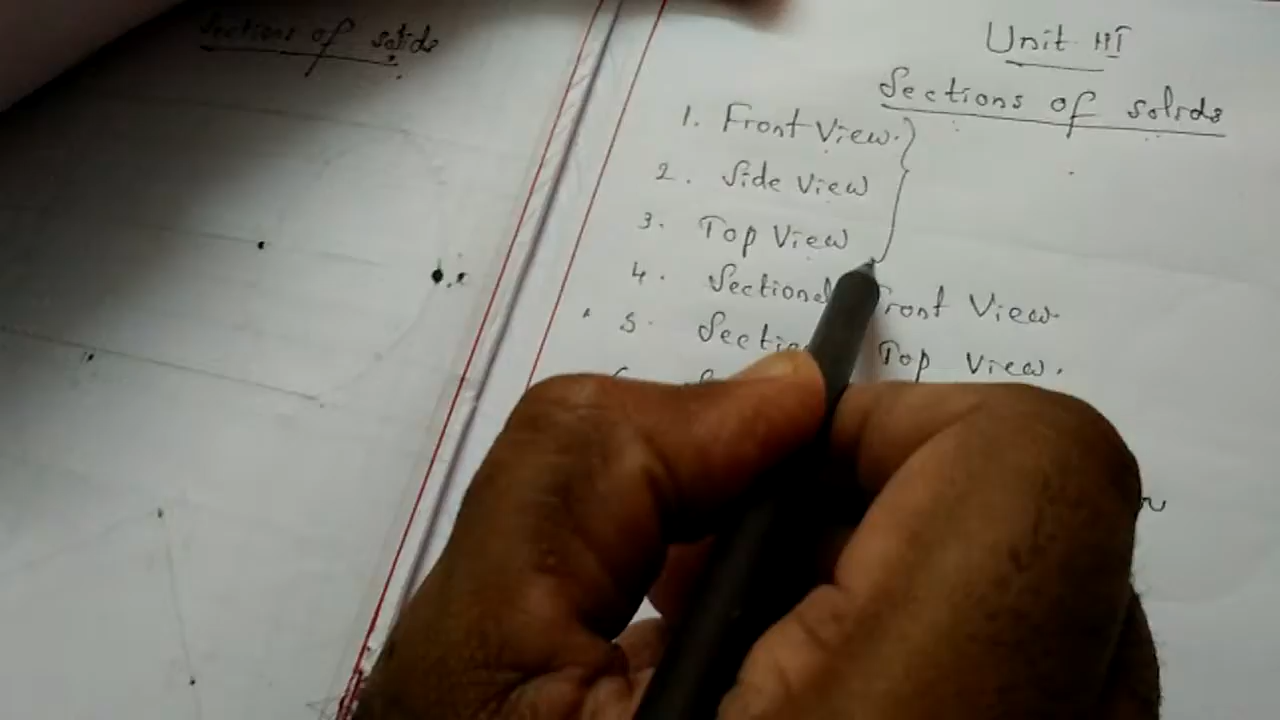 Sections of solids
Unit III
Sections of solids
1. Front View.
2. Side View
3. Top View
4. Sectional Front View.
5. Top View.